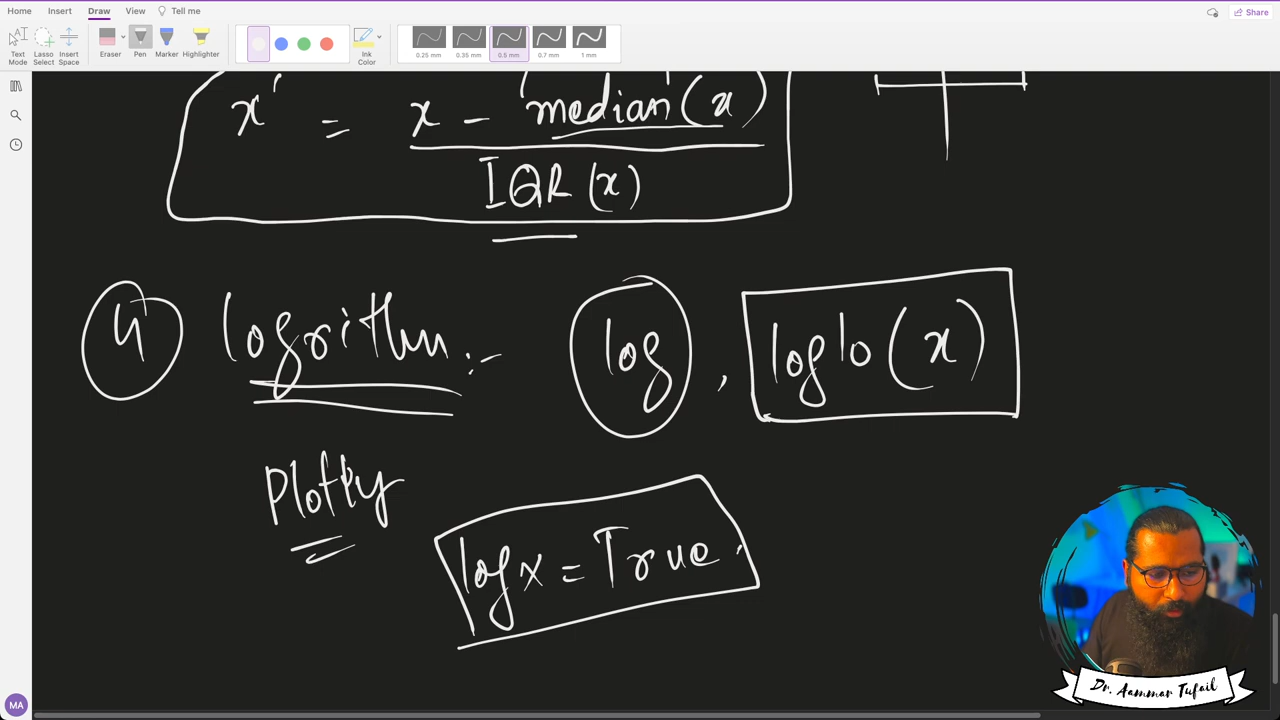 Home Insert Draw View Tell me
Share
Text Mode Lasso Select Insert Space Eraser Pen Marker Highlighter Ink Color 0.25 mm 0.35 mm 0.5 mm 0.7 mm 1 mm
x' = x - median(x)
IQR(x)
4 logrithm :-  log , log10(x)
Plotly
logx = True
MA
Dr. Aammar Tufail